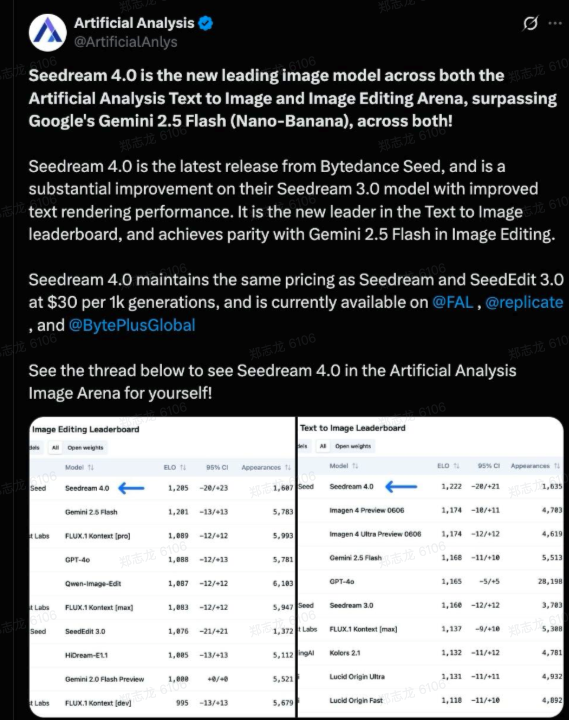 Artificial Analysis
@ArtificialAnlys
Seedream 4.0 is the new leading image model across both the
Artificial Analysis Text to Image and Image Editing Arena, surpassing
Google's Gemini 2.5 Flash (Nano-Banana), across both!
Seedream 4.0 is the latest release from Bytedance Seed, and is a
substantial improvement on their Seedream 3.0 model with improved
text rendering performance. It is the new leader in the Text to Image
leaderboard, and achieves parity with Gemini 2.5 Flash in Image Editing.
Seedream 4.0 maintains the same pricing as Seedream and SeedEdit 3.0
at $30 per 1k generations, and is currently available on @FAL , @replicate
, and @BytePlusGlobal
See the thread below to see Seedream 4.0 in the Artificial Analysis
Image Arena for yourself!
Image Editing Leaderboard
dels All Open weights
Model ELO 95% CI Appearances
Seed Seedream 4.0 1,205 -20/+23 1,607
Gemini 2.5 Flash 1,201 -13/+13 5,783
t Labs FLUX.1 Kontext [pro] 1,089 -12/+12 5,993
GPT-4o 1,088 -12/+13 5,781
Qwen-Image-Edit 1,087 -12/+12 6,103
t Labs FLUX.1 Kontext [max] 1,083 -12/+12 5,947
Seed SeedEdit 3.0 1,076 -21/+21 1,372
HiDream-E1.1 1,005 -13/+13 5,112
Gemini 2.0 Flash Preview 1,000 +0/+0 5,521
t Labs FLUX.1 Kontext [dev] 995 -13/+13 5,679
Text to Image Leaderboard
dels All Open weights
Model ELO 95% CI Appearances
Seed Seedream 4.0 1,222 -20/+21 1,635
Imagen 4 Preview 0606 1,174 -10/+11 4,703
Imagen 4 Ultra Preview 0606 1,174 -12/+12 4,619
Gemini 2.5 Flash 1,168 -11/+10 5,513
GPT-4o 1,165 -5/+5 28,198
Seed Seedream 3.0 1,160 -12/+12 3,783
t Labs FLUX.1 Kontext [max] 1,137 -9/+10 5,308
ingAI Kolors 2.1 1,132 -11/+12 4,781
Lucid Origin Ultra 1,131 -11/+11 4,932
Lucid Origin Fast 1,118 -11/+10 4,892
郑志龙 6106